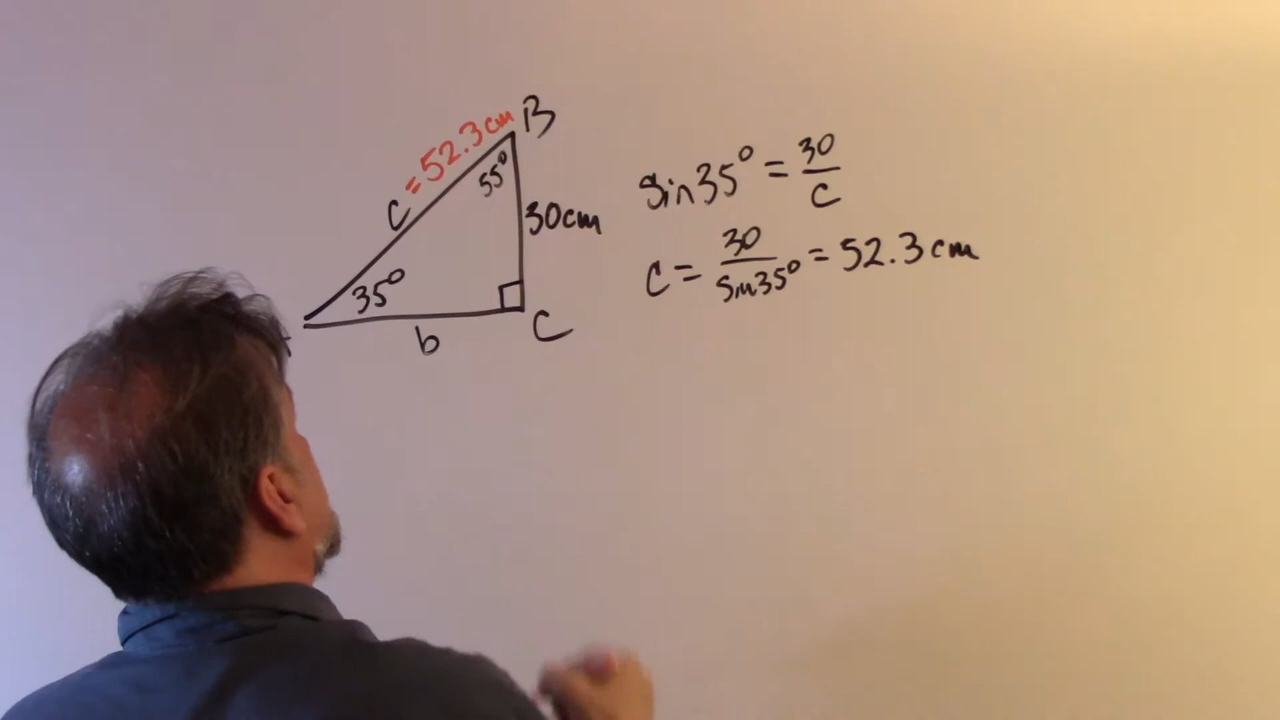 B
c = 52.3 cm
55°
30cm
35°
b
C
sin35° = 30/c
c = 30/sin35° = 52.3 cm